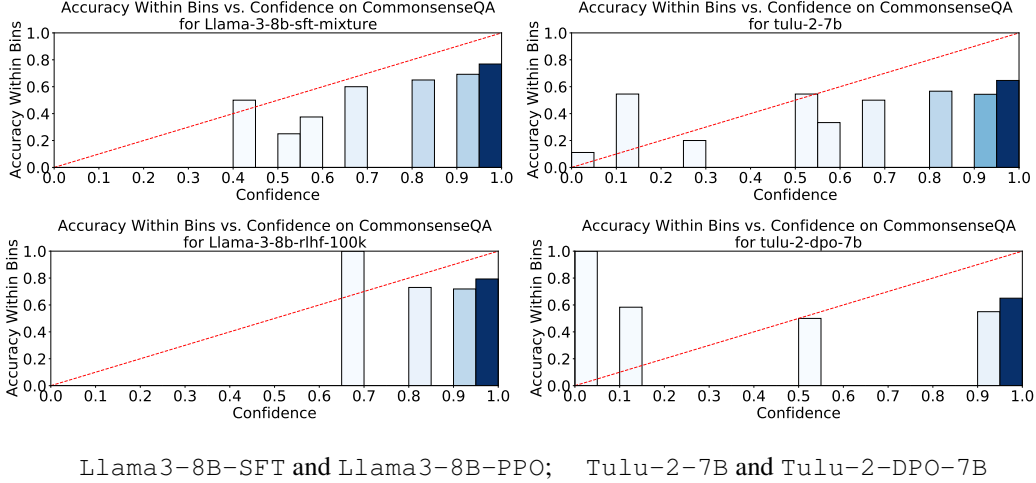 Accuracy Within Bins vs. Confidence on CommonsenseQA
for Llama-3-8b-sft-mixture
Accuracy Within Bins
1.0
0.8
0.6
0.4
0.2
0.0
0.0 0.1 0.2 0.3 0.4 0.5 0.6 0.7 0.8 0.9 1.0
Confidence
Accuracy Within Bins vs. Confidence on CommonsenseQA
for tulu-2-7b
Accuracy Within Bins
1.0
0.8
0.6
0.4
0.2
0.0
0.0 0.1 0.2 0.3 0.4 0.5 0.6 0.7 0.8 0.9 1.0
Confidence
Accuracy Within Bins vs. Confidence on CommonsenseQA
for Llama-3-8b-rlhf-100k
Accuracy Within Bins
1.0
0.8
0.6
0.4
0.2
0.0
0.0 0.1 0.2 0.3 0.4 0.5 0.6 0.7 0.8 0.9 1.0
Confidence
Accuracy Within Bins vs. Confidence on CommonsenseQA
for tulu-2-dpo-7b
Accuracy Within Bins
1.0
0.8
0.6
0.4
0.2
0.0
0.0 0.1 0.2 0.3 0.4 0.5 0.6 0.7 0.8 0.9 1.0
Confidence
Llama3-8B-SFT and Llama3-8B-PPO; Tulu-2-7B and Tulu-2-DPO-7B